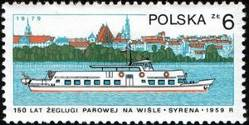 1979
POLSKA ZŁ 6
150 LAT ŻEGLUGI PAROWEJ NA WIŚLE · SYRENA · 1959 R